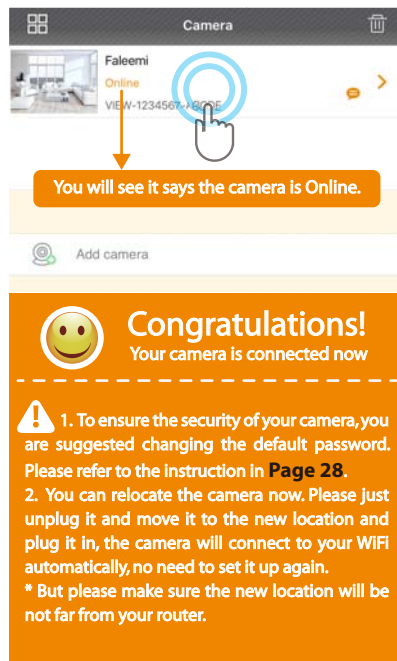 Camera
Faleemi
Online
VIEW-1234567-ABCDE
You will see it says the camera is Online.
Add camera
Congratulations!
Your camera is connected now
1. To ensure the security of your camera, you
are suggested changing the default password.
Please refer to the instruction in Page 28.
2. You can relocate the camera now. Please just
unplug it and move it to the new location and
plug it in, the camera will connect to your WiFi
automatically, no need to set it up again.
* But please make sure the new location will be
not far from your router.